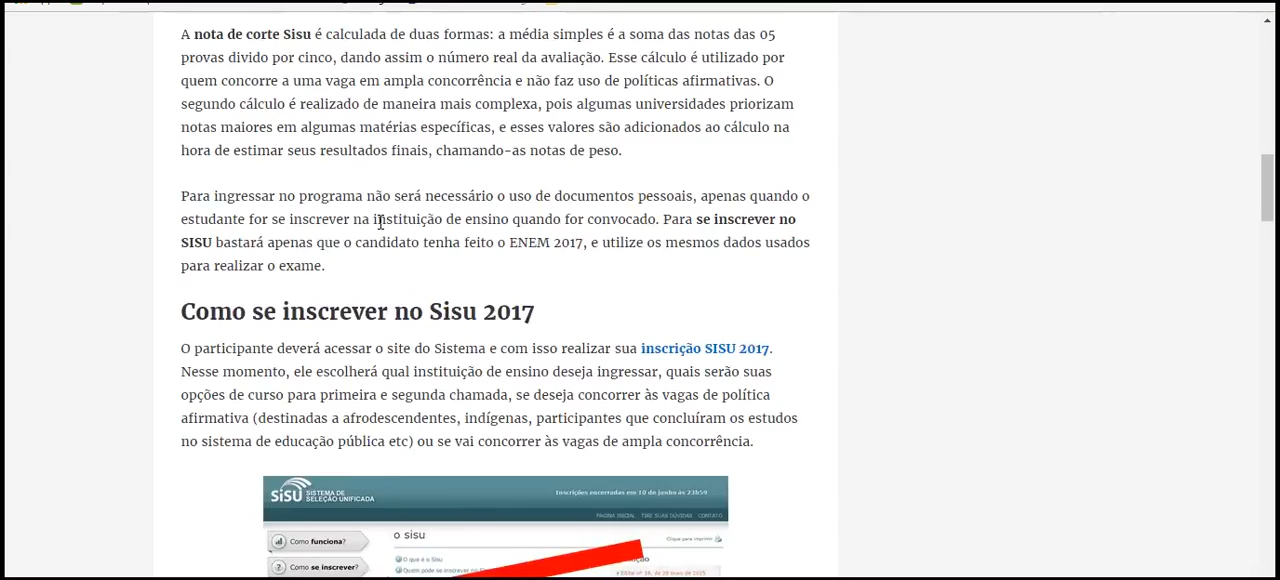 A nota de corte Sisu é calculada de duas formas: a média simples é a soma das notas das 05
provas divido por cinco, dando assim o número real da avaliação. Esse cálculo é utilizado por
quem concorre a uma vaga em ampla concorrência e não faz uso de políticas afirmativas. O
segundo cálculo é realizado de maneira mais complexa, pois algumas universidades priorizam
notas maiores em algumas matérias específicas, e esses valores são adicionados ao cálculo na
hora de estimar seus resultados finais, chamando-as notas de peso.
Para ingressar no programa não será necessário o uso de documentos pessoais, apenas quando o
estudante for se inscrever na instituição de ensino quando for convocado. Para se inscrever no
SISU bastará apenas que o candidato tenha feito o ENEM 2017, e utilize os mesmos dados usados
para realizar o exame.
Como se inscrever no Sisu 2017
O participante deverá acessar o site do Sistema e com isso realizar sua inscrição SISU 2017.
Nesse momento, ele escolherá qual instituição de ensino deseja ingressar, quais serão suas
opções de curso para primeira e segunda chamada, se deseja concorrer às vagas de política
afirmativa (destinadas a afrodescendentes, indígenas, participantes que concluíram os estudos
no sistema de educação pública etc) ou se vai concorrer às vagas de ampla concorrência.
SiSU SISTEMA DE
SELEÇÃO UNIFICADA
Inscrições encerradas em 10 de junho às 23h59
PÁGINA INICIAL TIRE SUAS DÚVIDAS CONTATO
o sisu
Clique para imprimir
Como funciona?
O que é o Sisu
Como se inscrever?
Quem pode se inscrever no